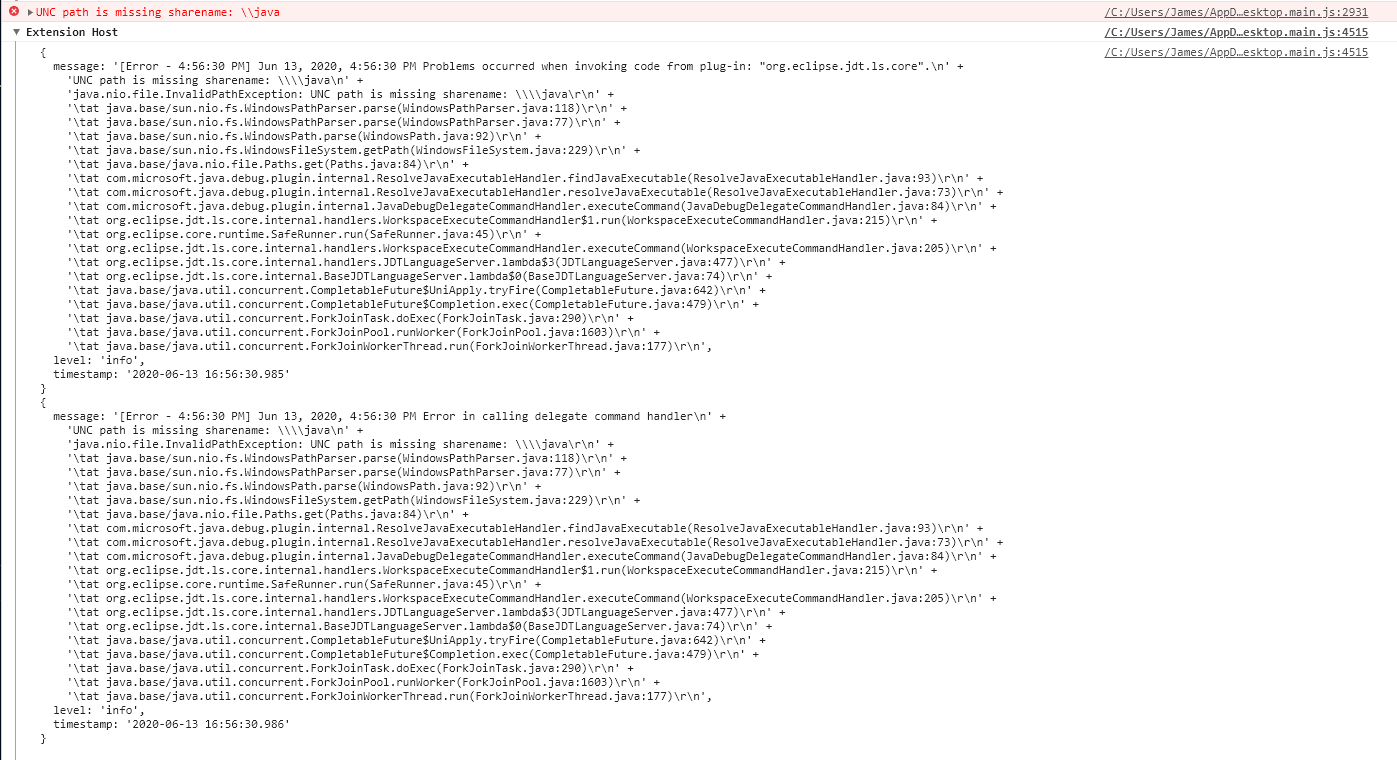 UNC path is missing sharename: \\java /C:/Users/James/AppD…esktop.main.js:2931
Extension Host /C:/Users/James/AppD…esktop.main.js:4515
{ /C:/Users/James/AppD…esktop.main.js:4515
message: '[Error - 4:56:30 PM] Jun 13, 2020, 4:56:30 PM Problems occurred when invoking code from plug-in: "org.eclipse.jdt.ls.core".\n' +
'UNC path is missing sharename: \\\\java\n' +
'java.nio.file.InvalidPathException: UNC path is missing sharename: \\\\java\r\n' +
'\tat java.base/sun.nio.fs.WindowsPathParser.parse(WindowsPathParser.java:118)\r\n' +
'\tat java.base/sun.nio.fs.WindowsPathParser.parse(WindowsPathParser.java:77)\r\n' +
'\tat java.base/sun.nio.fs.WindowsPath.parse(WindowsPath.java:92)\r\n' +
'\tat java.base/sun.nio.fs.WindowsFileSystem.getPath(WindowsFileSystem.java:229)\r\n' +
'\tat java.base/java.nio.file.Paths.get(Paths.java:84)\r\n' +
'\tat com.microsoft.java.debug.plugin.internal.ResolveJavaExecutableHandler.findJavaExecutable(ResolveJavaExecutableHandler.java:93)\r\n' +
'\tat com.microsoft.java.debug.plugin.internal.ResolveJavaExecutableHandler.resolveJavaExecutable(ResolveJavaExecutableHandler.java:73)\r\n' +
'\tat com.microsoft.java.debug.plugin.internal.JavaDebugDelegateCommandHandler.executeCommand(JavaDebugDelegateCommandHandler.java:84)\r\n' +
'\tat org.eclipse.jdt.ls.core.internal.handlers.WorkspaceExecuteCommandHandler$1.run(WorkspaceExecuteCommandHandler.java:215)\r\n' +
'\tat org.eclipse.core.runtime.SafeRunner.run(SafeRunner.java:45)\r\n' +
'\tat org.eclipse.jdt.ls.core.internal.handlers.WorkspaceExecuteCommandHandler.executeCommand(WorkspaceExecuteCommandHandler.java:205)\r\n' +
'\tat org.eclipse.jdt.ls.core.internal.handlers.JDTLanguageServer.lambda$3(JDTLanguageServer.java:477)\r\n' +
'\tat org.eclipse.jdt.ls.core.internal.BaseJDTLanguageServer.lambda$0(BaseJDTLanguageServer.java:74)\r\n' +
'\tat java.base/java.util.concurrent.CompletableFuture$UniApply.tryFire(CompletableFuture.java:642)\r\n' +
'\tat java.base/java.util.concurrent.CompletableFuture$Completion.exec(CompletableFuture.java:479)\r\n' +
'\tat java.base/java.util.concurrent.ForkJoinTask.doExec(ForkJoinTask.java:290)\r\n' +
'\tat java.base/java.util.concurrent.ForkJoinPool.runWorker(ForkJoinPool.java:1603)\r\n' +
'\tat java.base/java.util.concurrent.ForkJoinWorkerThread.run(ForkJoinWorkerThread.java:177)\r\n',
level: 'info',
timestamp: '2020-06-13 16:56:30.985'
}
{
message: '[Error - 4:56:30 PM] Jun 13, 2020, 4:56:30 PM Error in calling delegate command handler\n' +
'UNC path is missing sharename: \\\\java\n' +
'java.nio.file.InvalidPathException: UNC path is missing sharename: \\\\java\r\n' +
'\tat java.base/sun.nio.fs.WindowsPathParser.parse(WindowsPathParser.java:118)\r\n' +
'\tat java.base/sun.nio.fs.WindowsPathParser.parse(WindowsPathParser.java:77)\r\n' +
'\tat java.base/sun.nio.fs.WindowsPath.parse(WindowsPath.java:92)\r\n' +
'\tat java.base/sun.nio.fs.WindowsFileSystem.getPath(WindowsFileSystem.java:229)\r\n' +
'\tat java.base/java.nio.file.Paths.get(Paths.java:84)\r\n' +
'\tat com.microsoft.java.debug.plugin.internal.ResolveJavaExecutableHandler.findJavaExecutable(ResolveJavaExecutableHandler.java:93)\r\n' +
'\tat com.microsoft.java.debug.plugin.internal.ResolveJavaExecutableHandler.resolveJavaExecutable(ResolveJavaExecutableHandler.java:73)\r\n' +
'\tat com.microsoft.java.debug.plugin.internal.JavaDebugDelegateCommandHandler.executeCommand(JavaDebugDelegateCommandHandler.java:84)\r\n' +
'\tat org.eclipse.jdt.ls.core.internal.handlers.WorkspaceExecuteCommandHandler$1.run(WorkspaceExecuteCommandHandler.java:215)\r\n' +
'\tat org.eclipse.core.runtime.SafeRunner.run(SafeRunner.java:45)\r\n' +
'\tat org.eclipse.jdt.ls.core.internal.handlers.WorkspaceExecuteCommandHandler.executeCommand(WorkspaceExecuteCommandHandler.java:205)\r\n' +
'\tat org.eclipse.jdt.ls.core.internal.handlers.JDTLanguageServer.lambda$3(JDTLanguageServer.java:477)\r\n' +
'\tat org.eclipse.jdt.ls.core.internal.BaseJDTLanguageServer.lambda$0(BaseJDTLanguageServer.java:74)\r\n' +
'\tat java.base/java.util.concurrent.CompletableFuture$UniApply.tryFire(CompletableFuture.java:642)\r\n' +
'\tat java.base/java.util.concurrent.CompletableFuture$Completion.exec(CompletableFuture.java:479)\r\n' +
'\tat java.base/java.util.concurrent.ForkJoinTask.doExec(ForkJoinTask.java:290)\r\n' +
'\tat java.base/java.util.concurrent.ForkJoinPool.runWorker(ForkJoinPool.java:1603)\r\n' +
'\tat java.base/java.util.concurrent.ForkJoinWorkerThread.run(ForkJoinWorkerThread.java:177)\r\n',
level: 'info',
timestamp: '2020-06-13 16:56:30.986'
}